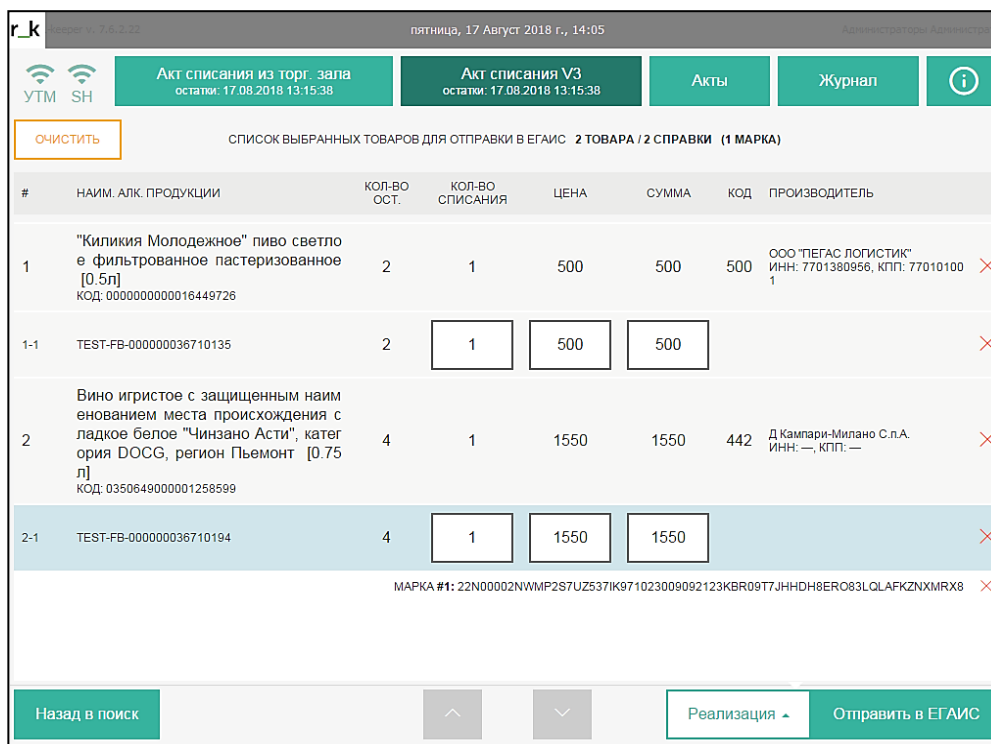 r_k
keeper v. 7.6.2.22
пятница, 17 Август 2018 г., 14:05
Администраторы Администра
УТМ
SH
Акт списания из торг. зала
остатки: 17.08.2018 13:15:38
Акт списания V3
остатки: 17.08.2018 13:15:38
Акты
Журнал
i
ОЧИСТИТЬ
СПИСОК ВЫБРАННЫХ ТОВАРОВ ДЛЯ ОТПРАВКИ В ЕГАИС 2 ТОВАРА / 2 СПРАВКИ (1 МАРКА)
# НАИМ. АЛК. ПРОДУКЦИИ КОЛ-ВО ОСТ. КОЛ-ВО СПИСАНИЯ ЦЕНА СУММА КОД ПРОИЗВОДИТЕЛЬ
"Киликия Молодежное" пиво светло
1 е фильтрованное пастеризованное 2 1 500 500 500
[0.5л]
КОД: 0000000000016449726
ООО "ПЕГАС ЛОГИСТИК"
ИНН: 7701380956, КПП: 77010100
1
1-1 TEST-FB-000000036710135 2 1 500 500
Вино игристое с защищенным наим
енованием места происхождения с
2 ладкое белое "Чинзано Асти", катег 4 1 1550 1550 442
ория DOCG, регион Пьемонт [0.75
л]
КОД: 0350649000001258599
Д Кампари-Милано С.п.А.
ИНН: —, КПП: —
2-1 TEST-FB-000000036710194 4 1 1550 1550
МАРКА #1: 22N00002NWMP2S7UZ537IK971023009092123KBR09T7JHHDH8ERO83LQLAFKZNXMRX8
Назад в поиск
Реализация
Отправить в ЕГАИС